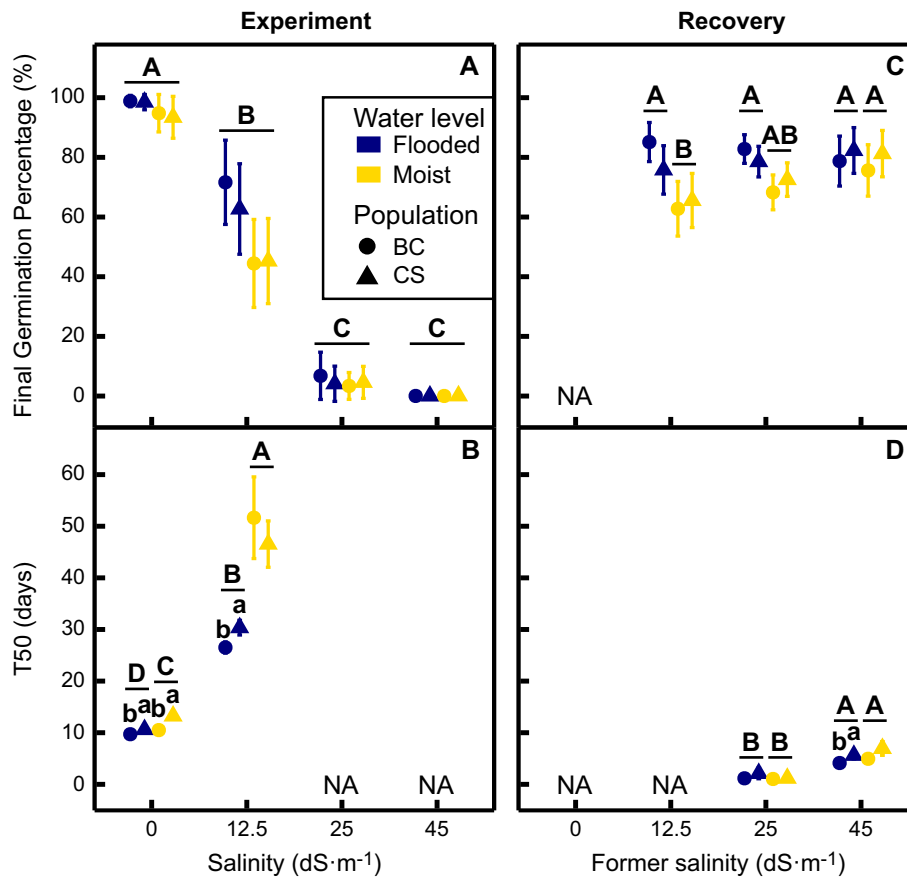 Experiment
Recovery
Final Germination Percentage (%)
100
80
60
40
20
0
A
A
B
C
C
Water level
Flooded
Moist
Population
BC
CS
C
A
B
A
AB
A
A
NA
T50 (days)
60
50
40
30
20
10
0
B
A
B
a
b
D
C
b
a
b
a
NA
NA
D
B
B
A
A
b
a
NA
NA
0
12.5
25
45
0
12.5
25
45
Salinity (dS·m⁻¹)
Former salinity (dS·m⁻¹)